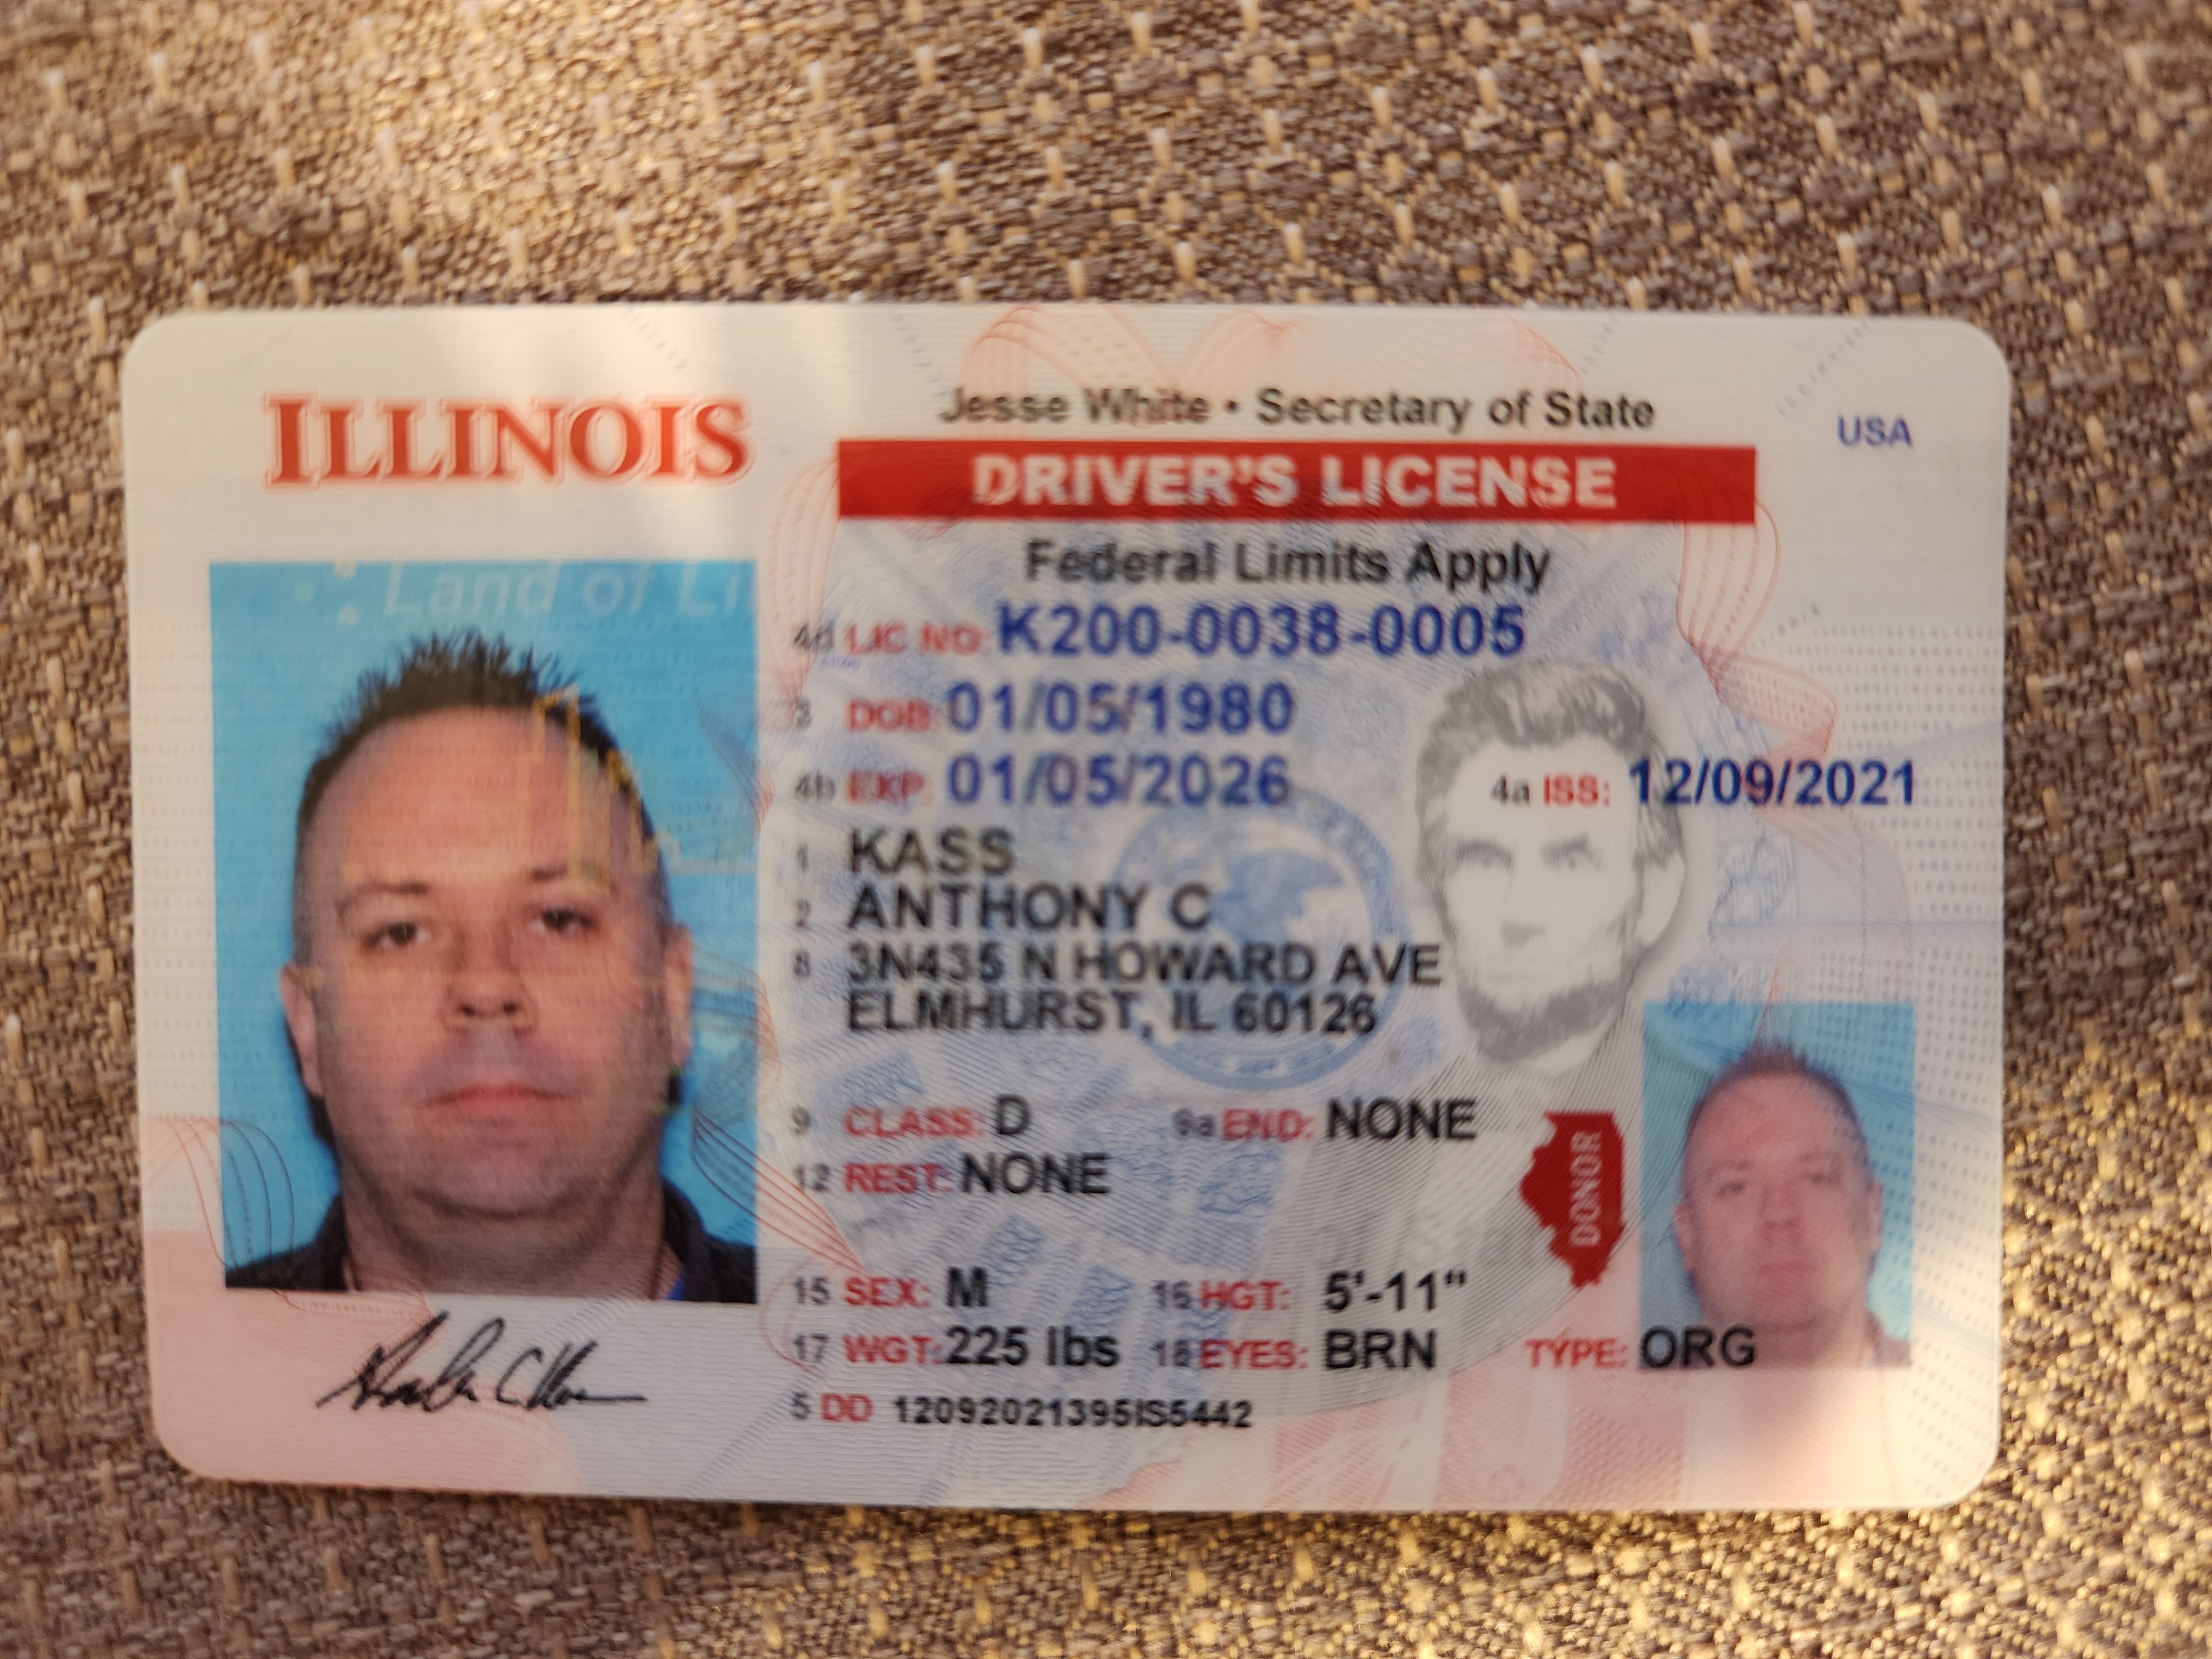 ILLINOIS
Jesse White • Secretary of State
USA
DRIVER'S LICENSE
Federal Limits Apply
4d LIC NO: K200-0038-0005
3 DOB: 01/05/1980
4b EXP: 01/05/2026 4a ISS: 12/09/2021
1 KASS
2 ANTHONY C
8 3N435 N HOWARD AVE
ELMHURST, IL 60126
9 CLASS: D 9a END: NONE
12 REST: NONE
15 SEX: M 16 HGT: 5'-11"
17 WGT: 225 lbs 18 EYES: BRN TYPE: ORG
5 DD 12092021395IS5442
DONOR
Land of